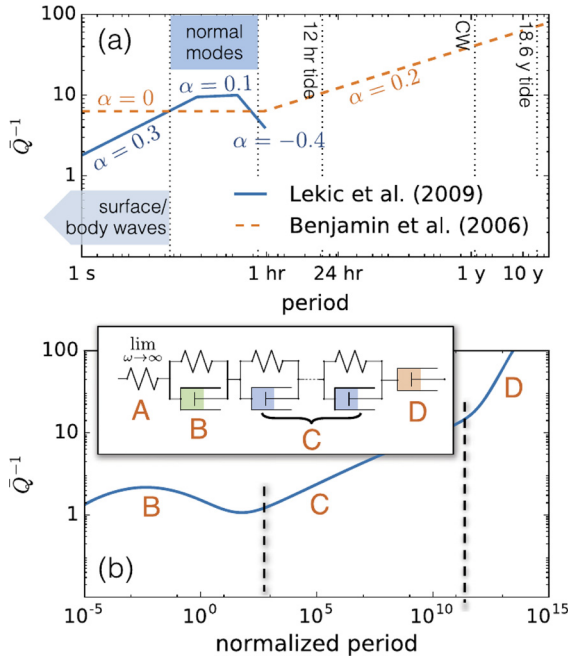 (a)
normal
modes
12 hr tide
CW
18.6 y tide
100
10
1
Q̄⁻¹
α = 0
α = 0.3
α = 0.1
α = −0.4
α = 0.2
surface/
body waves
Lekic et al. (2009)
Benjamin et al. (2006)
1 s
1 hr
24 hr
1 y
10 y
period
lim
ω→∞
A
B
C
D
100
10
1
Q̄⁻¹
B
C
D
(b)
10⁻⁵
10⁰
10⁵
10¹⁰
10¹⁵
normalized period